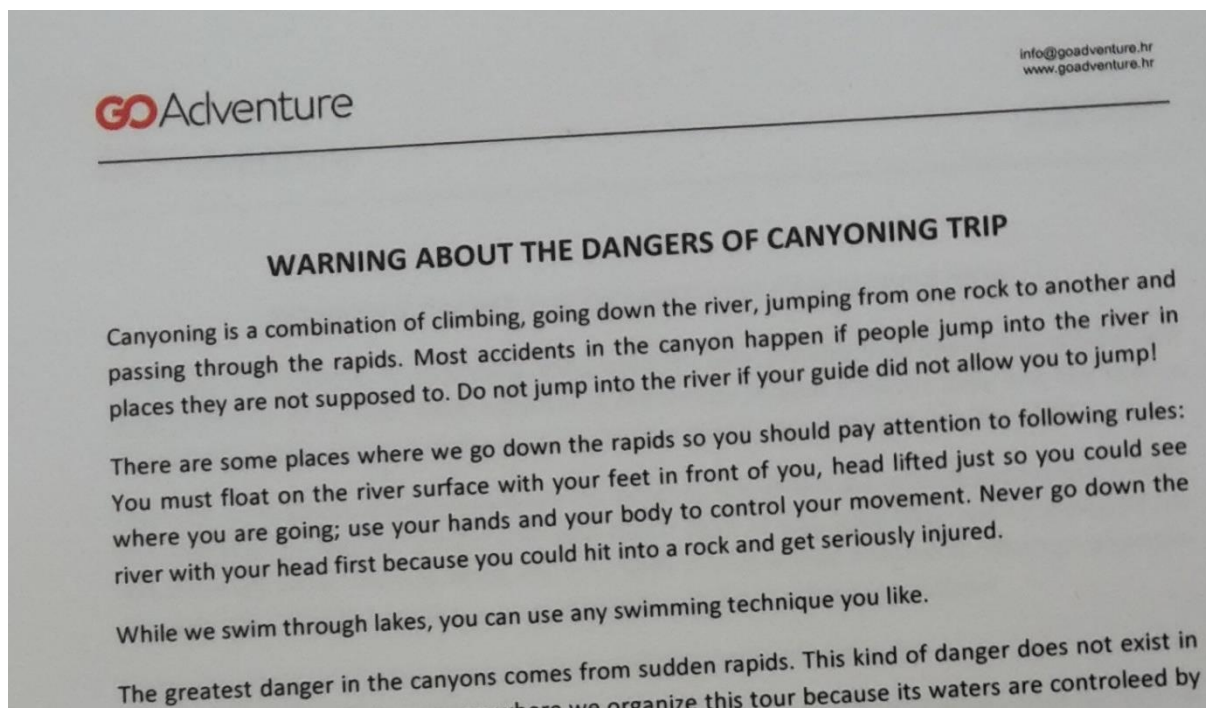 info@goadventure.hr
www.goadventure.hr
GOAdventure
WARNING ABOUT THE DANGERS OF CANYONING TRIP
Canyoning is a combination of climbing, going down the river, jumping from one rock to another and
passing through the rapids. Most accidents in the canyon happen if people jump into the river in
places they are not supposed to. Do not jump into the river if your guide did not allow you to jump!
There are some places where we go down the rapids so you should pay attention to following rules:
You must float on the river surface with your feet in front of you, head lifted just so you could see
where you are going; use your hands and your body to control your movement. Never go down the
river with your head first because you could hit into a rock and get seriously injured.
While we swim through lakes, you can use any swimming technique you like.
The greatest danger in the canyons comes from sudden rapids. This kind of danger does not exist in
we organize this tour because its waters are controleed by